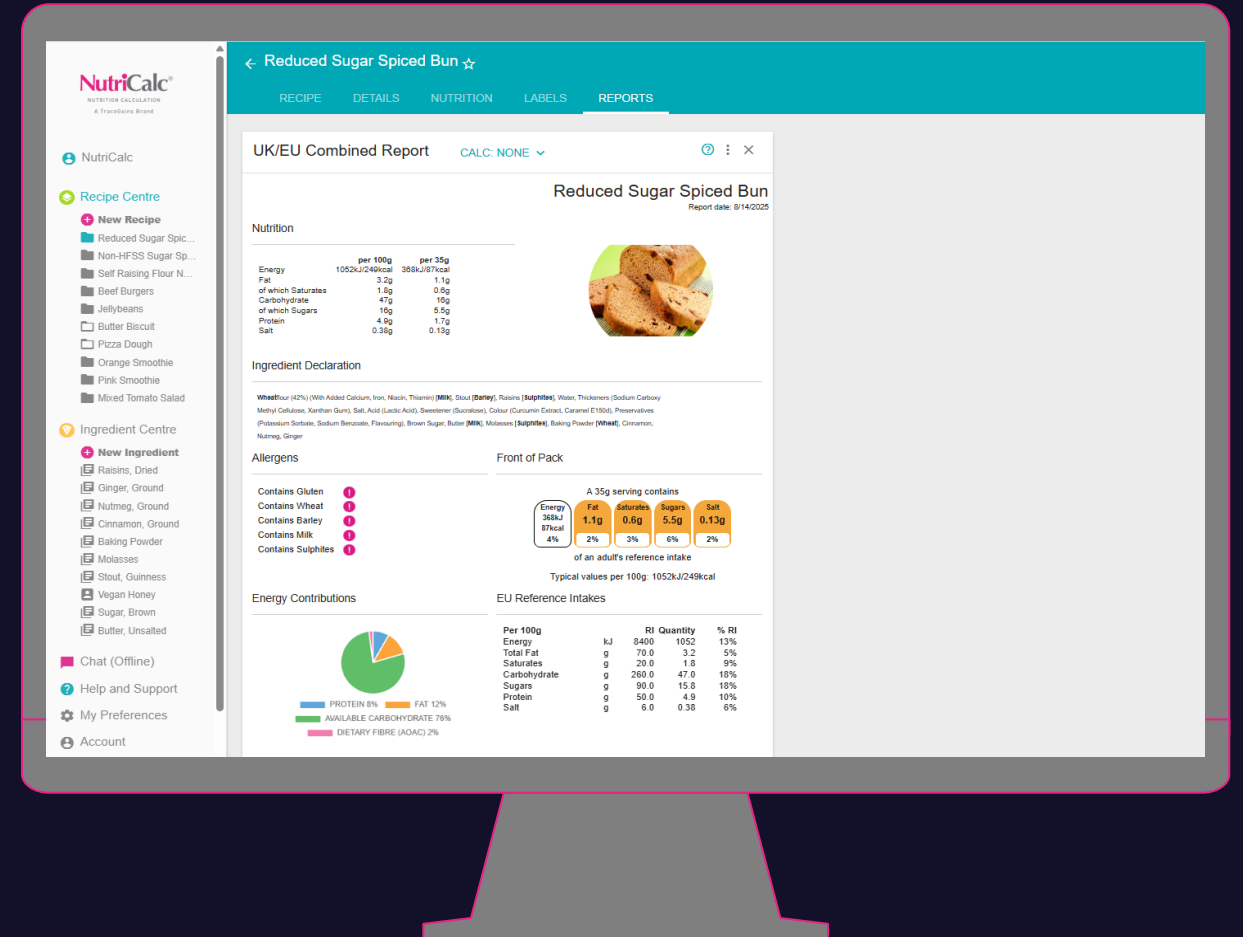 NutriCalc®
NUTRITION CALCULATION
A TraceGains Brand
NutriCalc
Recipe Centre
New Recipe
Reduced Sugar Spic...
Non-HFSS Sugar Sp...
Self Raising Flour N...
Beef Burgers
Jellybeans
Butter Biscuit
Pizza Dough
Orange Smoothie
Pink Smoothie
Mixed Tomato Salad
Ingredient Centre
New Ingredient
Raisins, Dried
Ginger, Ground
Nutmeg, Ground
Cinnamon, Ground
Baking Powder
Molasses
Stout, Guinness
Vegan Honey
Sugar, Brown
Butter, Unsalted
Chat (Offline)
Help and Support
My Preferences
Account
Reduced Sugar Spiced Bun
RECIPE DETAILS NUTRITION LABELS REPORTS
UK/EU Combined Report CALC: NONE
Reduced Sugar Spiced Bun
Report date: 8/14/2025
Nutrition
per 100g per 35g
Energy 1052kJ/249kcal 368kJ/87kcal
Fat 3.2g 1.1g
of which Saturates 1.8g 0.6g
Carbohydrate 47g 16g
of which Sugars 16g 5.5g
Protein 4.9g 1.7g
Salt 0.38g 0.13g
Ingredient Declaration
Wheatflour (42%) (With Added Calcium, Iron, Niacin, Thiamin) [Milk], Stout [Barley], Raisins [Sulphites], Water, Thickeners (Sodium Carboxy
Methyl Cellulose, Xanthan Gum), Salt, Acid (Lactic Acid), Sweetener (Sucralose), Colour (Curcumin Extract, Caramel E150d), Preservatives
(Potassium Sorbate, Sodium Benzoate, Flavouring), Brown Sugar, Butter [Milk], Molasses [Sulphites], Baking Powder [Wheat], Cinnamon,
Nutmeg, Ginger
Allergens
Contains Gluten !
Contains Wheat !
Contains Barley !
Contains Milk !
Contains Sulphites !
Front of Pack
A 35g serving contains
Energy Fat Saturates Sugars Salt
368kJ 1.1g 0.6g 5.5g 0.13g
87kcal
4% 2% 3% 6% 2%
of an adult's reference intake
Typical values per 100g: 1052kJ/249kcal
Energy Contributions
PROTEIN 8% FAT 12%
AVAILABLE CARBOHYDRATE 76%
DIETARY FIBRE (AOAC) 2%
EU Reference Intakes
Per 100g RI Quantity % RI
Energy kJ 8400 1052 13%
Total Fat g 70.0 3.2 5%
Saturates g 20.0 1.8 9%
Carbohydrate g 260.0 47.0 18%
Sugars g 90.0 15.8 18%
Protein g 50.0 4.9 10%
Salt g 6.0 0.38 6%